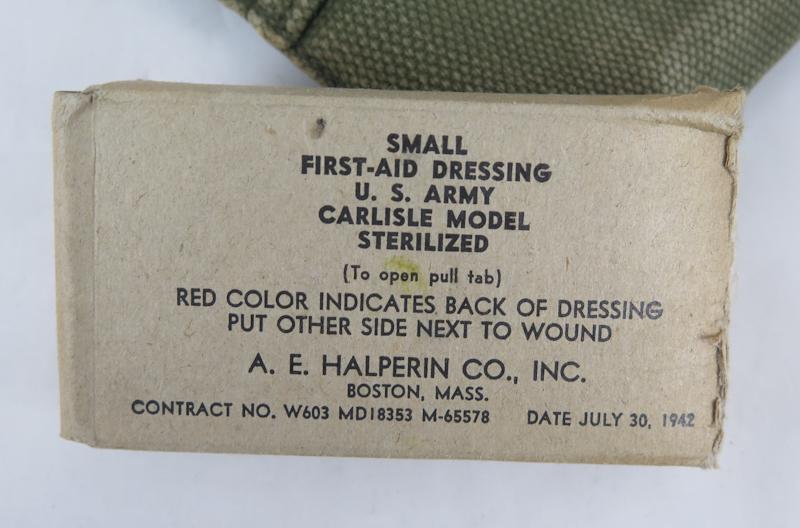 SMALL
FIRST-AID DRESSING
U. S. ARMY
CARLISLE MODEL
STERILIZED
(To open pull tab)
RED COLOR INDICATES BACK OF DRESSING
PUT OTHER SIDE NEXT TO WOUND
A. E. HALPERIN CO., INC.
BOSTON, MASS.
CONTRACT NO. W603 MD18353 M-65578 DATE JULY 30, 1942